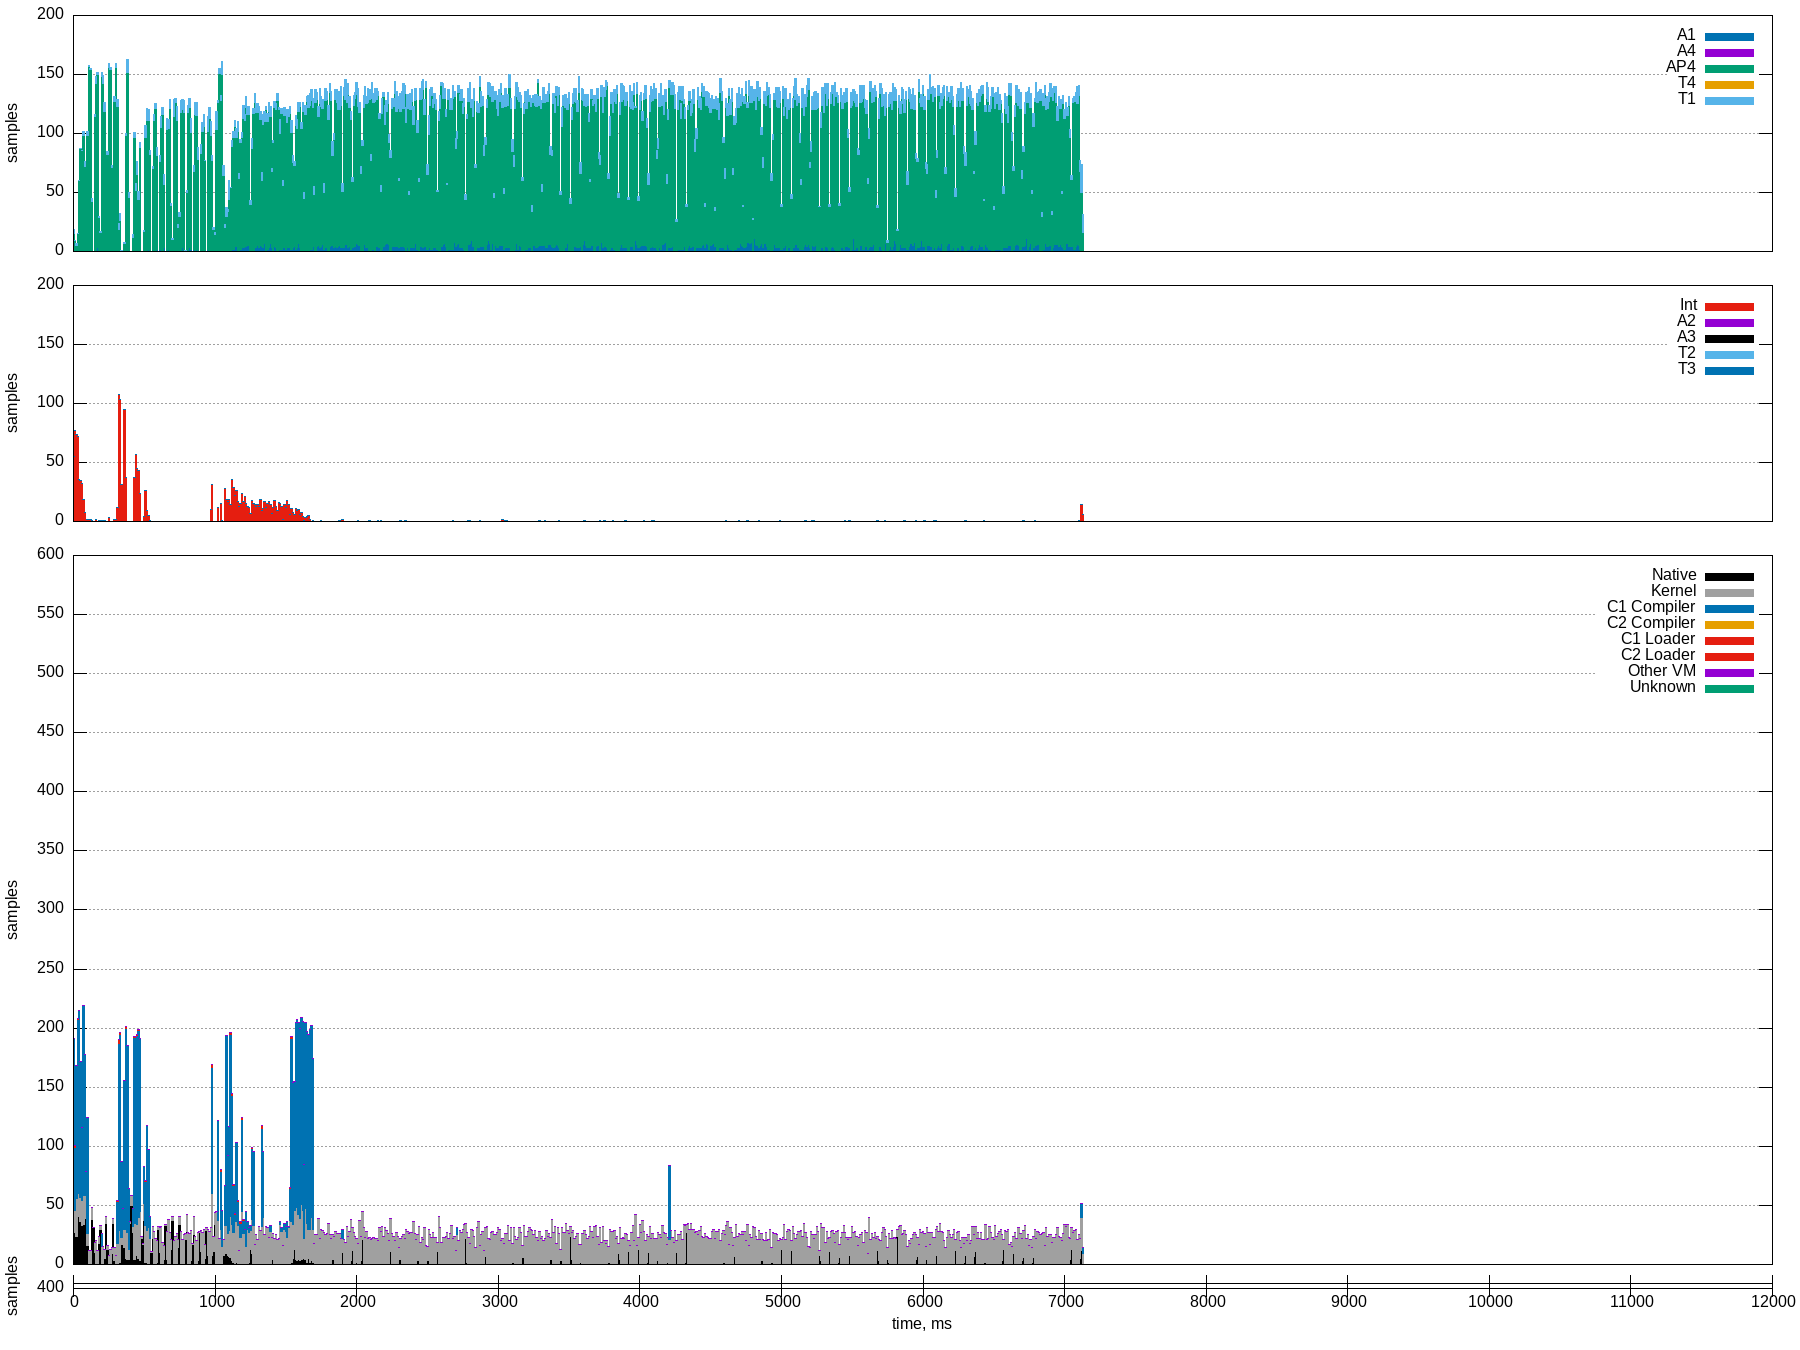 200
150
100
50
0
samples
A1
A4
AP4
T4
T1
200
150
100
50
0
samples
Int
A2
A3
T2
T3
600
550
500
450
400
350
300
250
200
150
100
50
0
samples
Native
Kernel
C1 Compiler
C2 Compiler
C1 Loader
C2 Loader
Other VM
Unknown
400
samples
0 1000 2000 3000 4000 5000 6000 7000 8000 9000 10000 11000 12000
time, ms